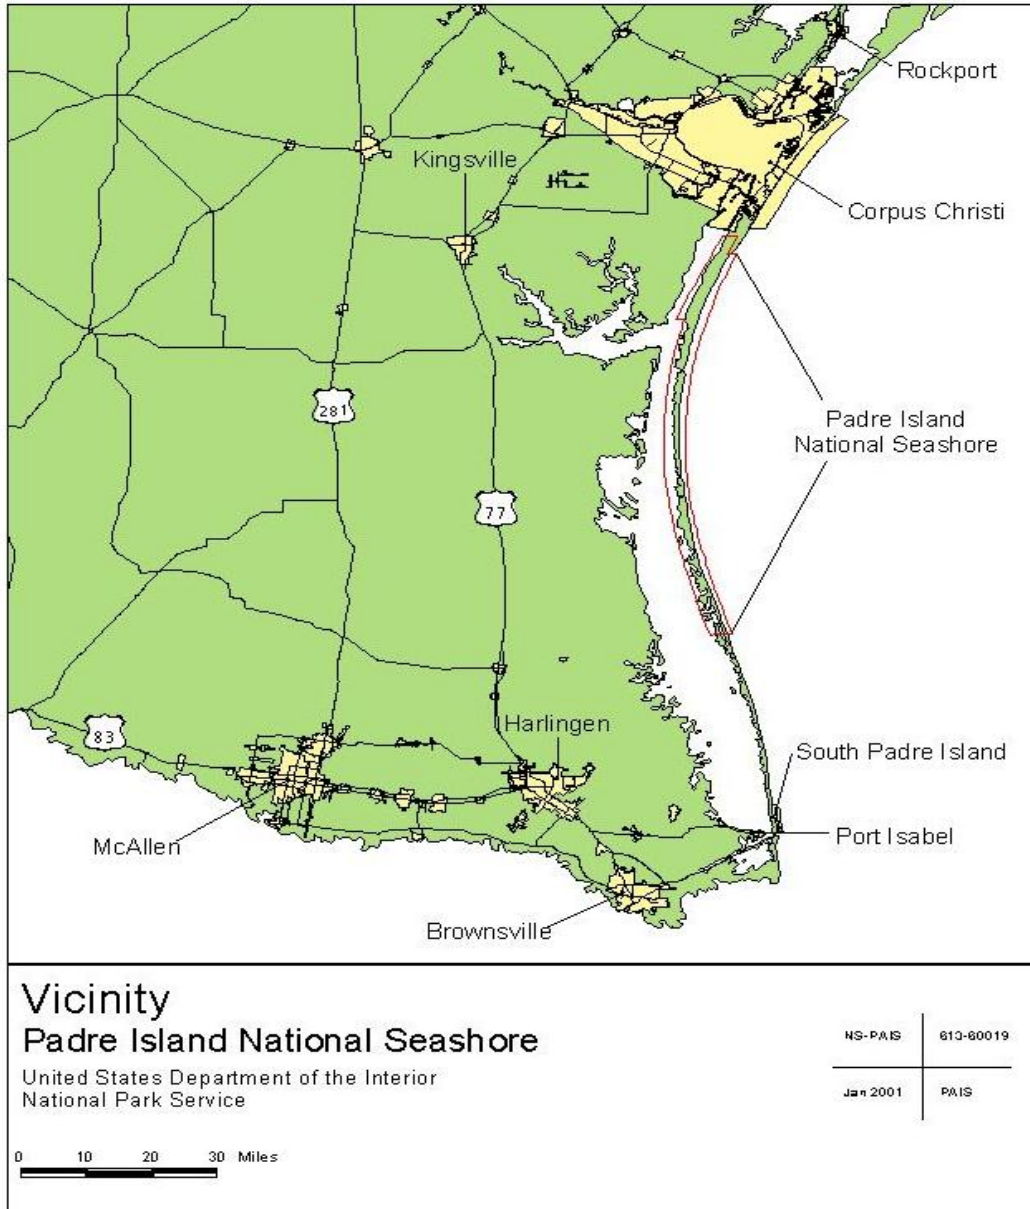 Rockport
Kingsville
Corpus Christi
Padre Island
National Seashore
281
77
83
Harlingen
South Padre Island
McAllen
Port Isabel
Brownsville
Vicinity
Padre Island National Seashore
United States Department of the Interior
National Park Service
NS-PAIS 613-60019
Jan 2001 PAIS
0 10 20 30 Miles